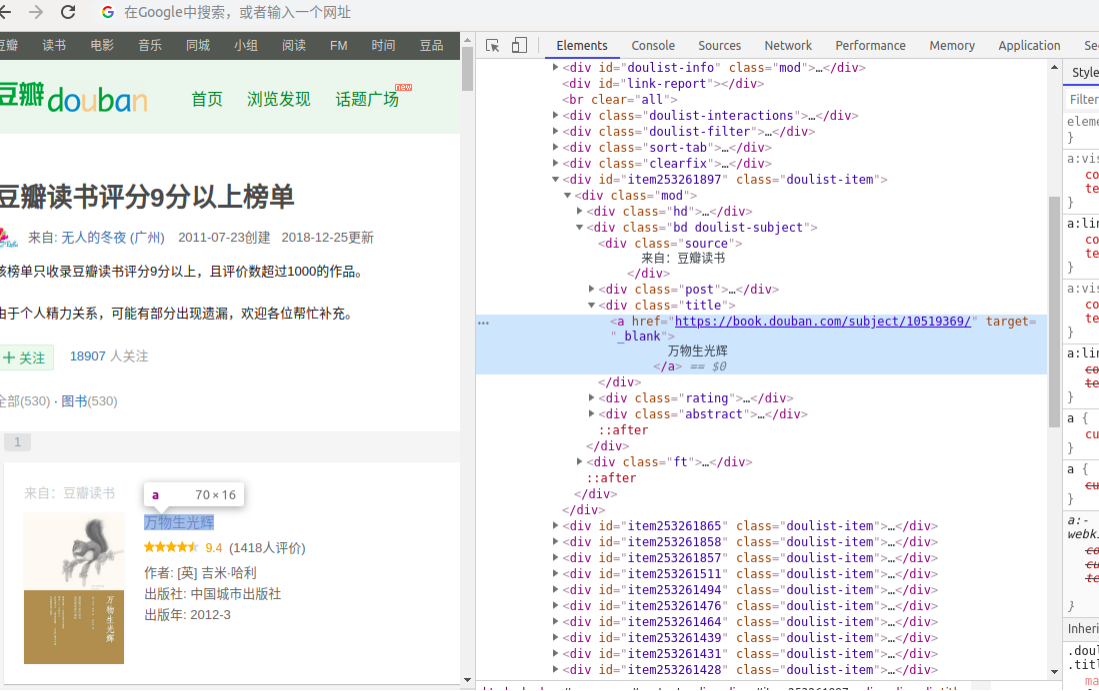 在Google中搜索，或者输入一个网址
豆瓣 读书 电影 音乐 同城 小组 阅读 FM 时间 豆品
豆瓣douban 首页 浏览发现 话题广场 new
豆瓣读书评分9分以上榜单
来自: 无人的冬夜 (广州) 2011-07-23创建 2018-12-25更新
该榜单只收录豆瓣读书评分9分以上，且评价数超过1000的作品。
由于个人精力关系，可能有部分出现遗漏，欢迎各位帮忙补充。
+ 关注 18907 人关注
全部(530) · 图书(530)
1
来自：豆瓣读书
a 70 × 16
万物生光辉
9.4 (1418人评价)
作者: [英] 吉米·哈利
出版社: 中国城市出版社
出版年: 2012-3
万物生光辉
Elements Console Sources Network Performance Memory Application Se
<div id="doulist-info" class="mod">…</div>
<div id="link-report"></div>
<br clear="all">
<div class="doulist-interactions">…</div>
<div class="doulist-filter">…</div>
<div class="sort-tab">…</div>
<div class="clearfix">…</div>
<div id="item253261897" class="doulist-item">
<div class="mod">
<div class="hd">…</div>
<div class="bd doulist-subject">
<div class="source">
来自：豆瓣读书
</div>
<div class="post">…</div>
<div class="title">
<a href="https://book.douban.com/subject/10519369/" target=
"_blank">
万物生光辉
</a> == $0
</div>
<div class="rating">…</div>
<div class="abstract">…</div>
::after
</div>
<div class="ft">…</div>
::after
</div>
</div>
<div id="item253261865" class="doulist-item">…</div>
<div id="item253261858" class="doulist-item">…</div>
<div id="item253261857" class="doulist-item">…</div>
<div id="item253261511" class="doulist-item">…</div>
<div id="item253261494" class="doulist-item">…</div>
<div id="item253261476" class="doulist-item">…</div>
<div id="item253261464" class="doulist-item">…</div>
<div id="item253261439" class="doulist-item">…</div>
<div id="item253261431" class="doulist-item">…</div>
<div id="item253261428" class="doulist-item">…</div>
Style
Filter
eleme
}
a:vis
co
te
}
a:lin
co
te
}
a:vis
co
te
}
a:lin
co
te
}
a {
cu
}
a {
cu
}
a:-
webk
co
cu
te
}
Inheri
.doul
.titl
ma